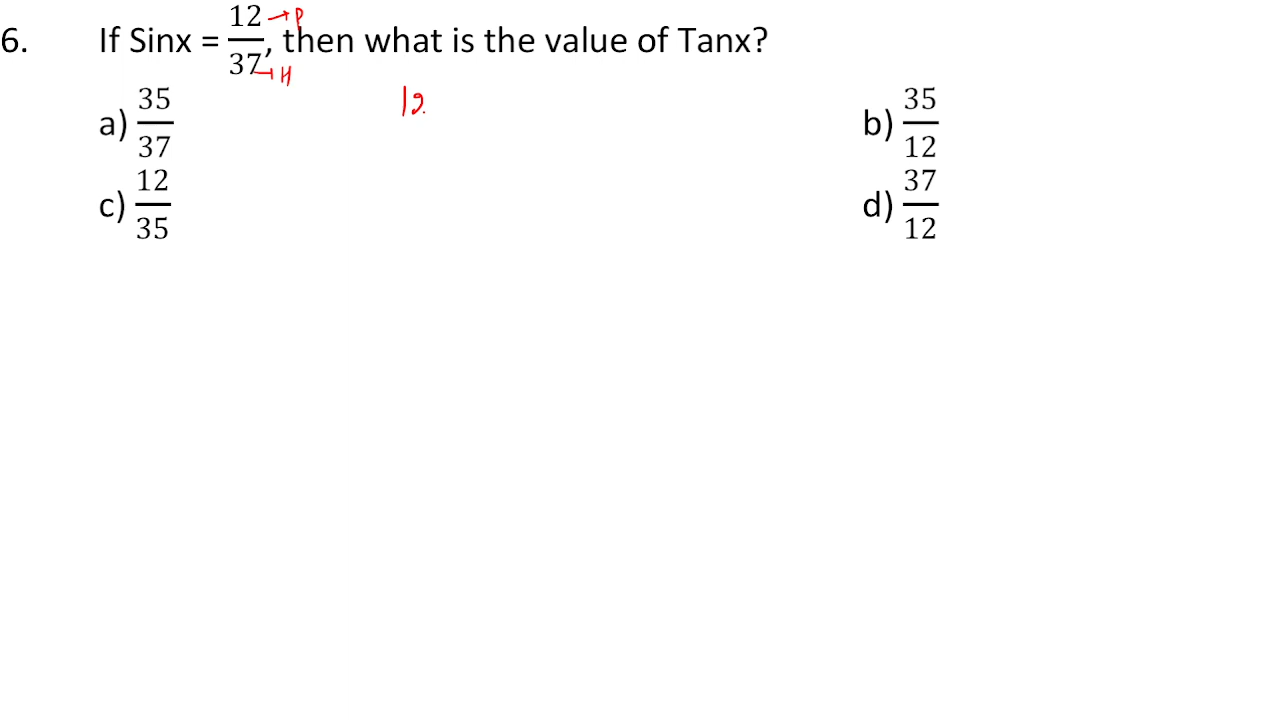 6. If Sinx = 12/37, then what is the value of Tanx?
→ P
→ H
12
a) 35/37
b) 35/12
c) 12/35
d) 37/12